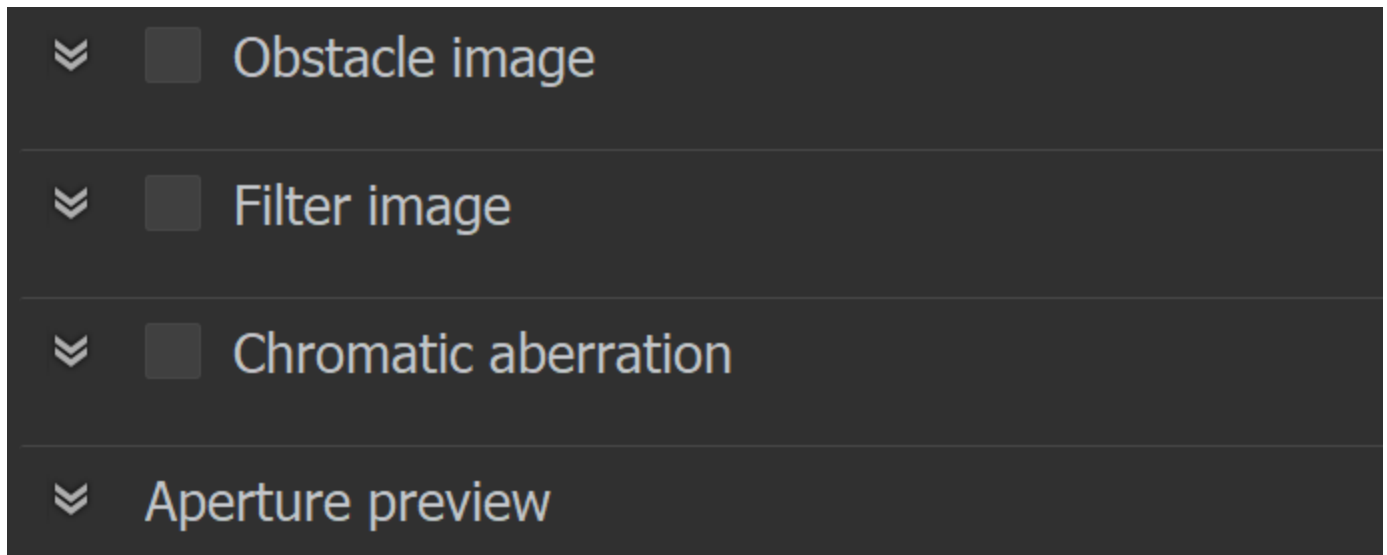 Obstacle image
Filter image
Chromatic aberration
Aperture preview